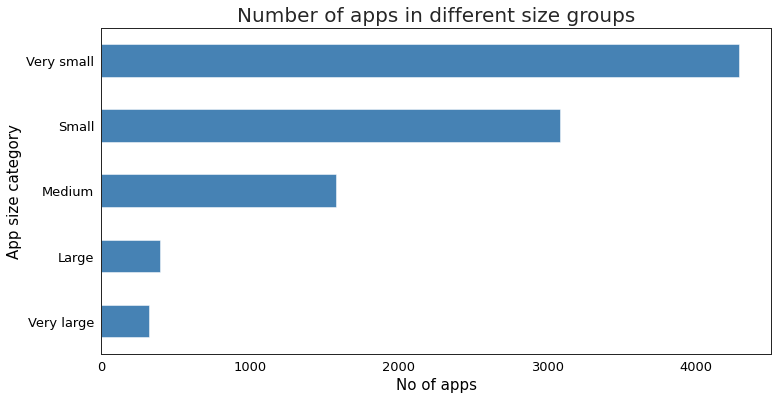 Number of apps in different size groups
Very small
Small
Medium
Large
Very large
App size category
0 1000 2000 3000 4000
No of apps